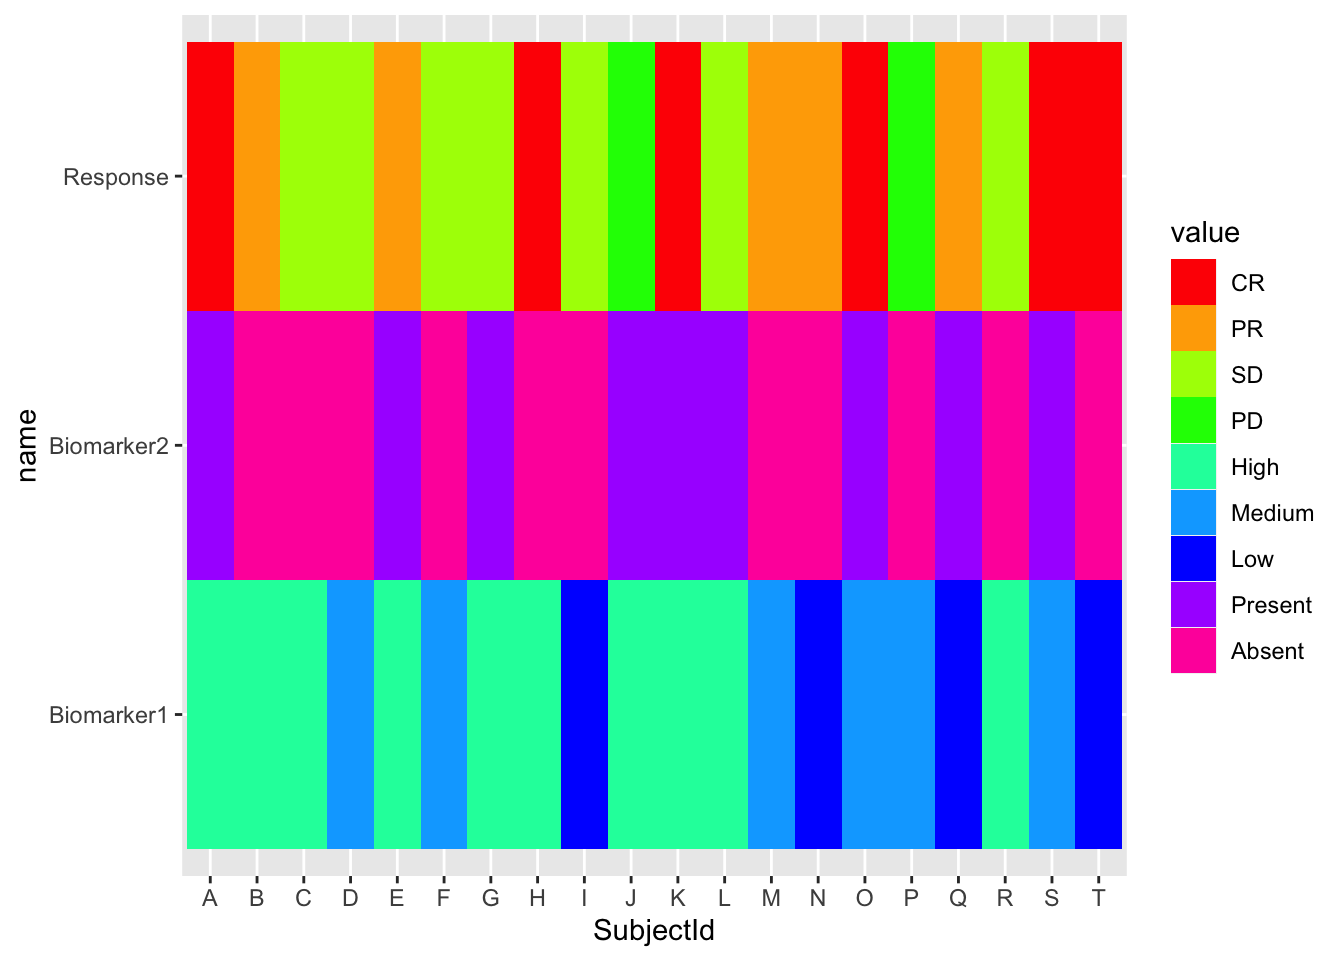 Response
Biomarker2
Biomarker1
name
A B C D E F G H I J K L M N O P Q R S T
SubjectId
value
CR
PR
SD
PD
High
Medium
Low
Present
Absent